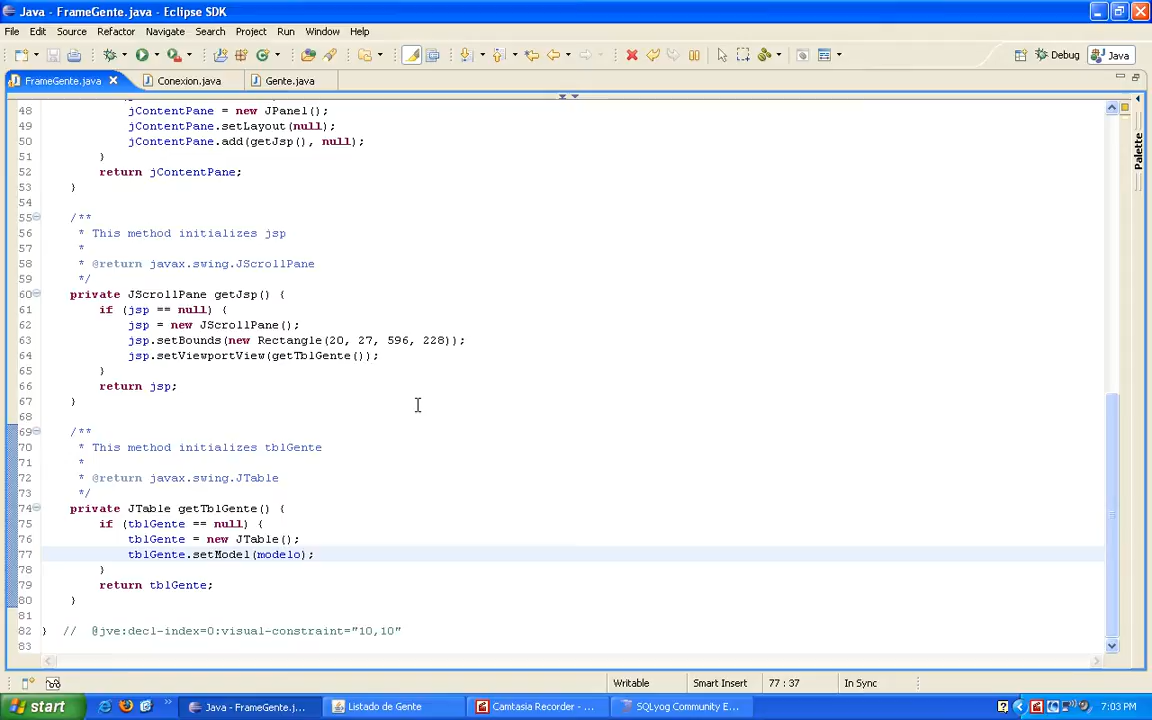 Java - FrameGente.java - Eclipse SDK
File Edit Source Refactor Navigate Search Project Run Window Help
Debug Java
FrameGente.java Conexion.java Gente.java
48 jContentPane = new JPanel();
49 jContentPane.setLayout(null);
50 jContentPane.add(getJsp(), null);
51 }
52 return jContentPane;
53 }
54
55 /**
56 * This method initializes jsp
57 *
58 * @return javax.swing.JScrollPane
59 */
60 private JScrollPane getJsp() {
61 if (jsp == null) {
62 jsp = new JScrollPane();
63 jsp.setBounds(new Rectangle(20, 27, 596, 228));
64 jsp.setViewportView(getTblGente());
65 }
66 return jsp;
67 }
68
69 /**
70 * This method initializes tblGente
71 *
72 * @return javax.swing.JTable
73 */
74 private JTable getTblGente() {
75 if (tblGente == null) {
76 tblGente = new JTable();
77 tblGente.setModel(modelo);
78 }
79 return tblGente;
80 }
81
82 } // @jve:decl-index=0:visual-constraint="10,10"
83
Palette
Writable Smart Insert 77 : 37 In Sync
start Java - FrameGente.j... Listado de Gente Camtasia Recorder - ... SQLyog Community E... 7:03 PM